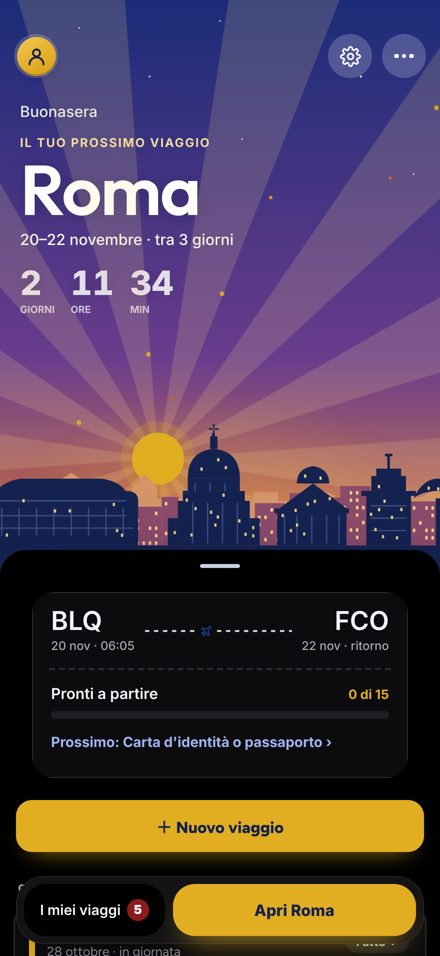 Buonasera
IL TUO PROSSIMO VIAGGIO
Roma
20–22 novembre · tra 3 giorni
2 11 34
GIORNI ORE MIN
BLQ FCO
20 nov · 06:05 22 nov · ritorno
Pronti a partire 0 di 15
Prossimo: Carta d'identità o passaporto ›
+ Nuovo viaggio
I miei viaggi 5 Apri Roma
28 ottobre · in giornata